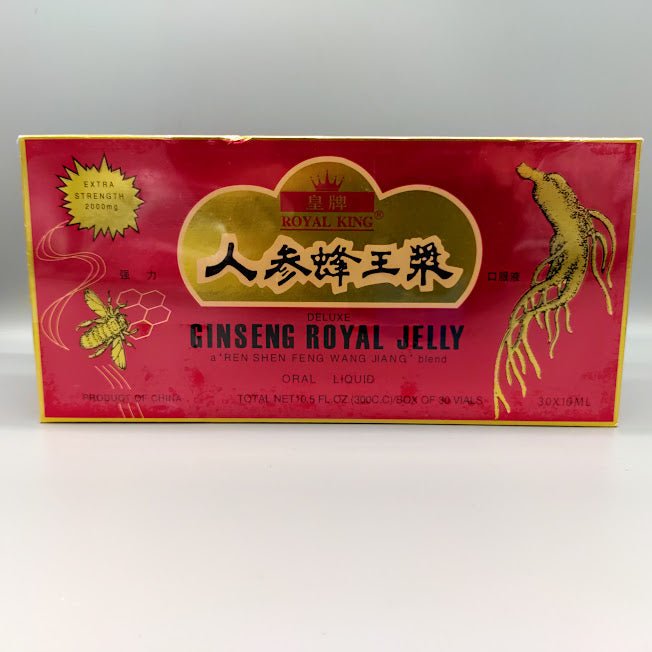 EXTRA
STRENGTH
2000mg
皇牌
ROYAL KING®
人参蜂王漿
强 力
口服液
DELUXE
GINSENG ROYAL JELLY
a 'REN SHEN FENG WANG JIANG' blend
ORAL LIQUID
PRODUCT OF CHINA
TOTAL NET 10.5 FL.OZ.(300C.C)/BOX OF 30 VIALS
30X10ML